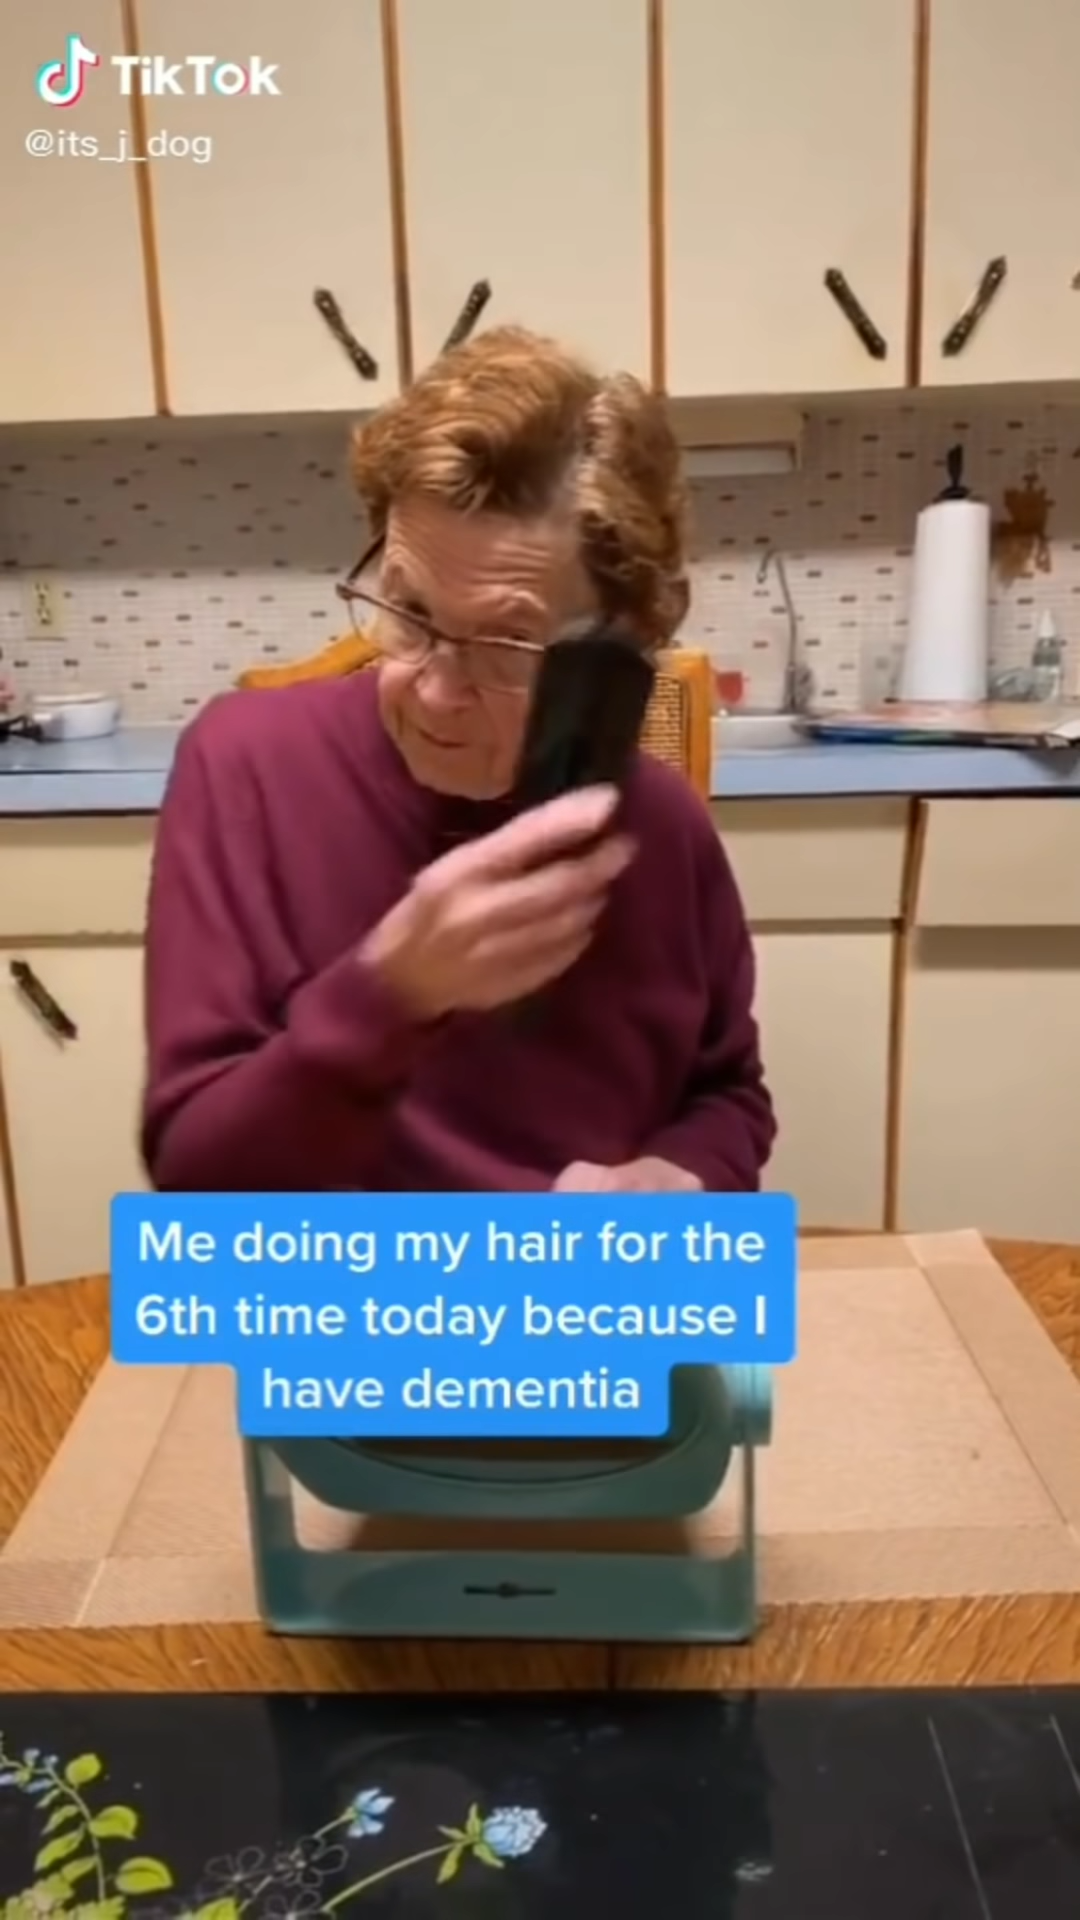 TikTok
@its_j_dog
Me doing my hair for the
6th time today because I
have dementia